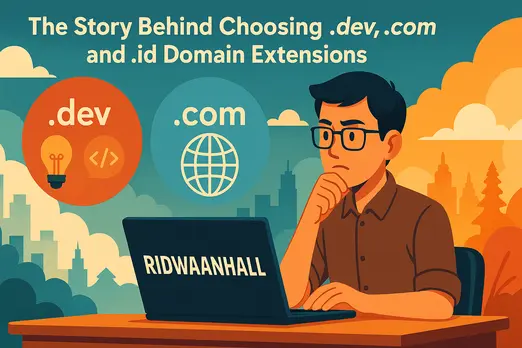 The Story Behind Choosing .dev, .com
and .id Domain Extensions
.dev
.com
</>
RIDWAANHALL